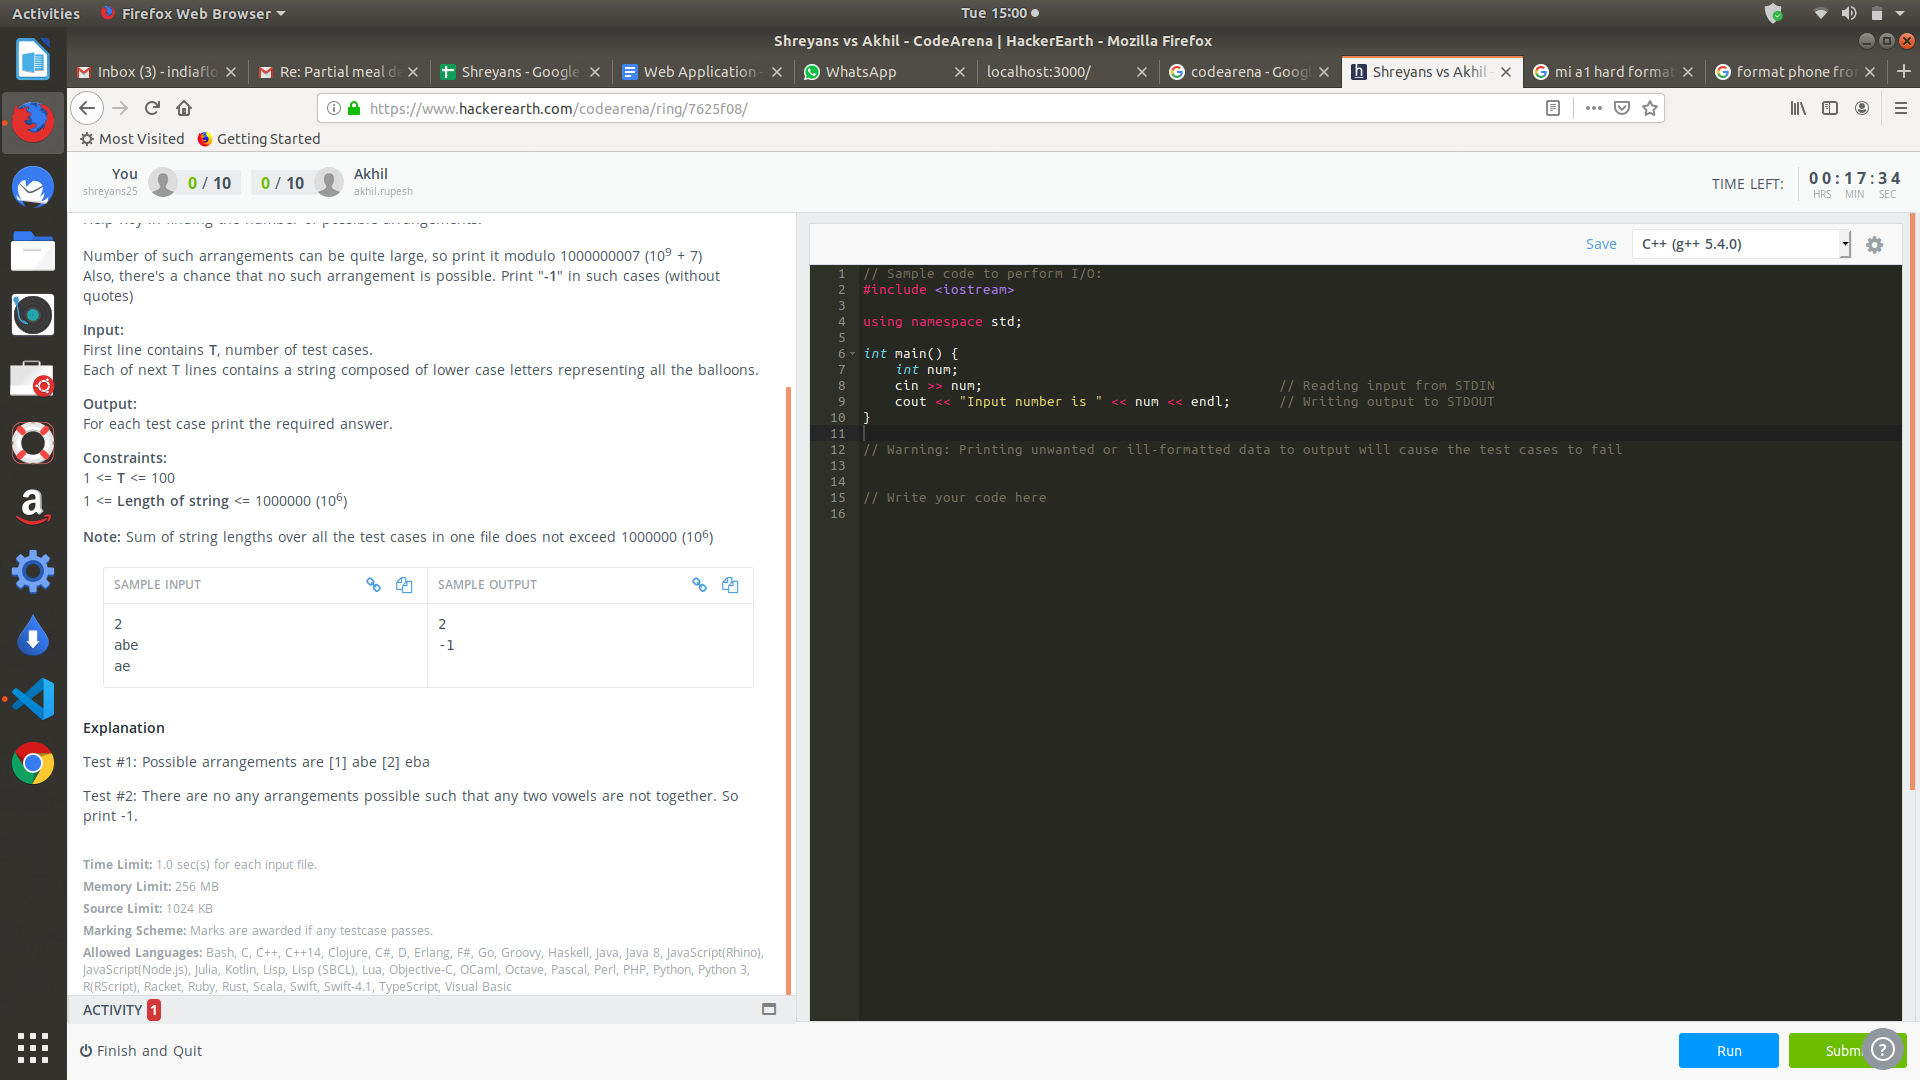 Activities
Firefox Web Browser
Tue 15:00
Shreyans vs Akhil - CodeArena | HackerEarth - Mozilla Firefox
Inbox (3) - indiaflo
Re: Partial meal de
Shreyans - Google
Web Application -
WhatsApp
localhost:3000/
codearena - Googl
Shreyans vs Akhil -
mi a1 hard format
format phone fror
https://www.hackerearth.com/codearena/ring/7625f08/
Most Visited
Getting Started
You
shreyans25
0 / 10
0 / 10
Akhil
akhil.rupesh
TIME LEFT:
00:17:34
HRS MIN SEC
Number of such arrangements can be quite large, so print it modulo 1000000007 (10^9 + 7)
Also, there's a chance that no such arrangement is possible. Print "-1" in such cases (without
quotes)
Input:
First line contains T, number of test cases.
Each of next T lines contains a string composed of lower case letters representing all the balloons.
Output:
For each test case print the required answer.
Constraints:
1 <= T <= 100
1 <= Length of string <= 1000000 (10^6)
Note: Sum of string lengths over all the test cases in one file does not exceed 1000000 (10^6)
SAMPLE INPUT
2
abe
ae
SAMPLE OUTPUT
2
-1
Explanation
Test #1: Possible arrangements are [1] abe [2] eba
Test #2: There are no any arrangements possible such that any two vowels are not together. So
print -1.
Time Limit: 1.0 sec(s) for each input file.
Memory Limit: 256 MB
Source Limit: 1024 KB
Marking Scheme: Marks are awarded if any testcase passes.
Allowed Languages: Bash, C, C++, C++14, Clojure, C#, D, Erlang, F#, Go, Groovy, Haskell, Java, Java 8, JavaScript(Rhino),
JavaScript(Node.js), Julia, Kotlin, Lisp, Lisp (SBCL), Lua, Objective-C, OCaml, Octave, Pascal, Perl, PHP, Python, Python 3,
R(RScript), Racket, Ruby, Rust, Scala, Swift, Swift-4.1, TypeScript, Visual Basic
ACTIVITY 1
Finish and Quit
Save
C++ (g++ 5.4.0)
1 // Sample code to perform I/O:
2 #include <iostream>
3
4 using namespace std;
5
6 int main() {
7 int num;
8 cin >> num; // Reading input from STDIN
9 cout << "Input number is " << num << endl; // Writing output to STDOUT
10 }
11
12 // Warning: Printing unwanted or ill-formatted data to output will cause the test cases to fail
13
14
15 // Write your code here
16
Run
Subm
?